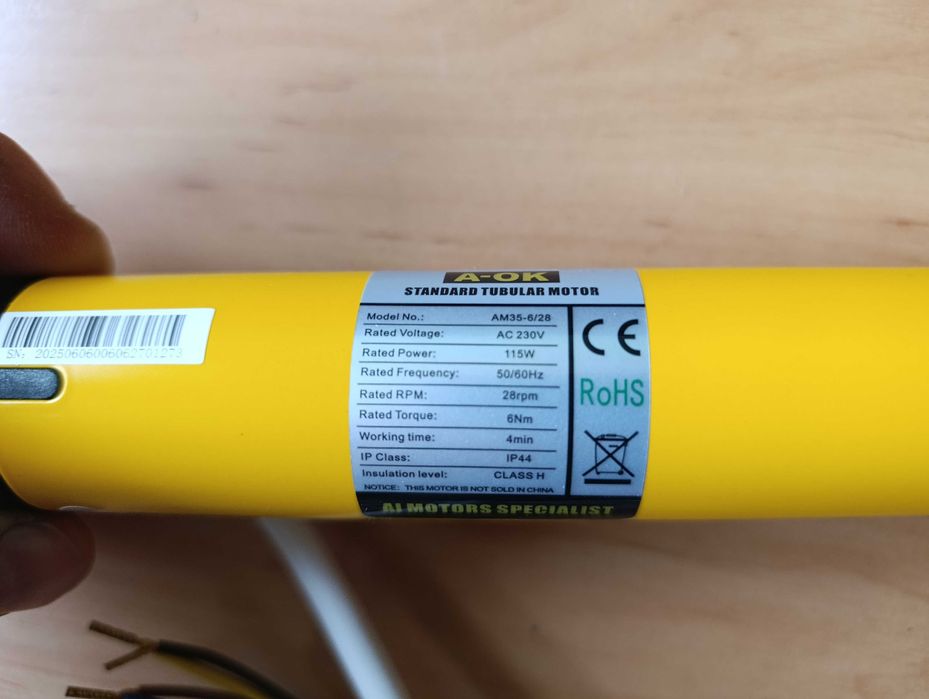 A-OK
STANDARD TUBULAR MOTOR
Model No.: AM35-6/28
Rated Voltage: AC 230V
Rated Power: 115W
Rated Frequency: 50/60Hz
Rated RPM: 28rpm
Rated Torque: 6Nm
Working time: 4min
IP Class: IP44
Insulation level: CLASS H
NOTICE: THIS MOTOR IS NOT SOLD IN CHINA
AI MOTORS SPECIALIST
CE
RoHS
SN: